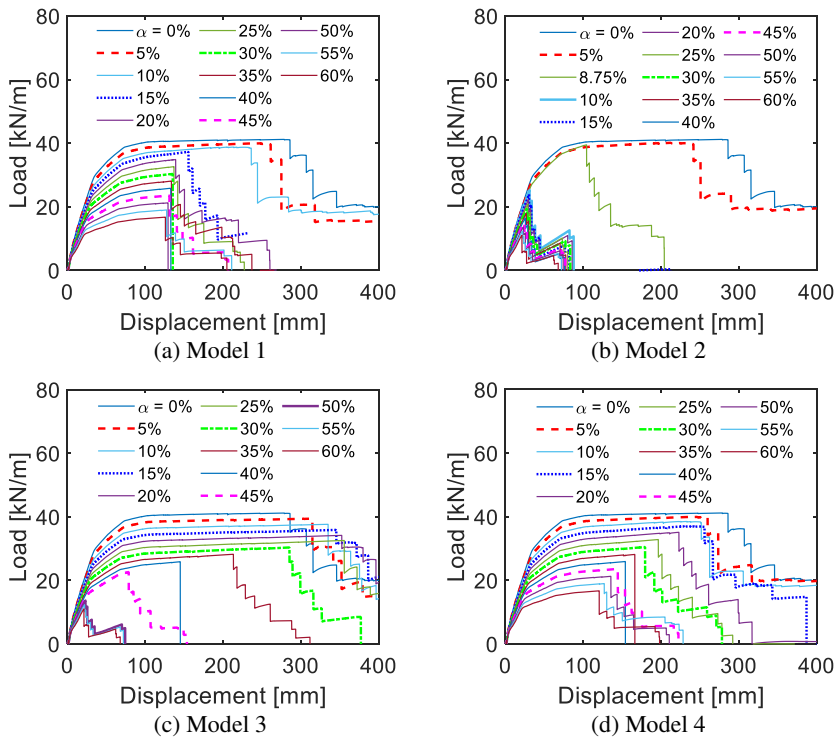 80
60
40
20
0
Load [kN/m]
α = 0% 25% 50%
5% 30% 55%
10% 35% 60%
15% 40%
20% 45%
0 100 200 300 400
Displacement [mm]
(a) Model 1
80
60
40
20
0
Load [kN/m]
α = 0% 20% 45%
5% 25% 50%
8.75% 30% 55%
10% 35% 60%
15% 40%
0 100 200 300 400
Displacement [mm]
(b) Model 2
80
60
40
20
0
Load [kN/m]
α = 0% 25% 50%
5% 30% 55%
10% 35% 60%
15% 40%
20% 45%
0 100 200 300 400
Displacement [mm]
(c) Model 3
80
60
40
20
0
Load [kN/m]
α = 0% 25% 50%
5% 30% 55%
10% 35% 60%
15% 40%
20% 45%
0 100 200 300 400
Displacement [mm]
(d) Model 4